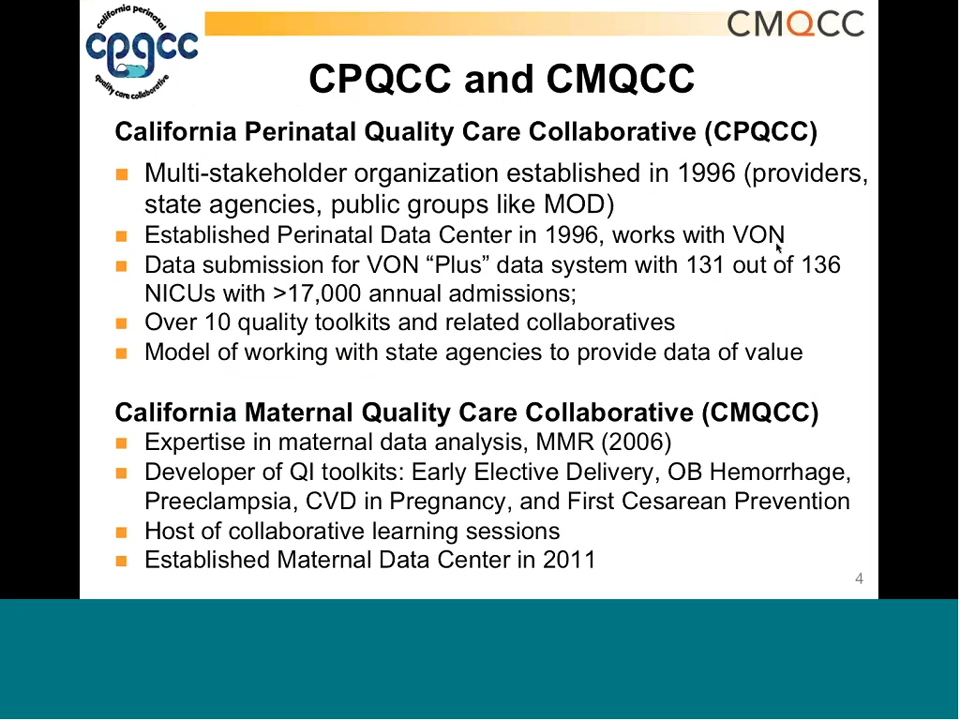 california perinatal
cpqcc
quality care collaborative
CMQCC
CPQCC and CMQCC
California Perinatal Quality Care Collaborative (CPQCC)
Multi-stakeholder organization established in 1996 (providers,
state agencies, public groups like MOD)
Established Perinatal Data Center in 1996, works with VON
Data submission for VON “Plus” data system with 131 out of 136
NICUs with >17,000 annual admissions;
Over 10 quality toolkits and related collaboratives
Model of working with state agencies to provide data of value
California Maternal Quality Care Collaborative (CMQCC)
Expertise in maternal data analysis, MMR (2006)
Developer of QI toolkits: Early Elective Delivery, OB Hemorrhage,
Preeclampsia, CVD in Pregnancy, and First Cesarean Prevention
Host of collaborative learning sessions
Established Maternal Data Center in 2011
4